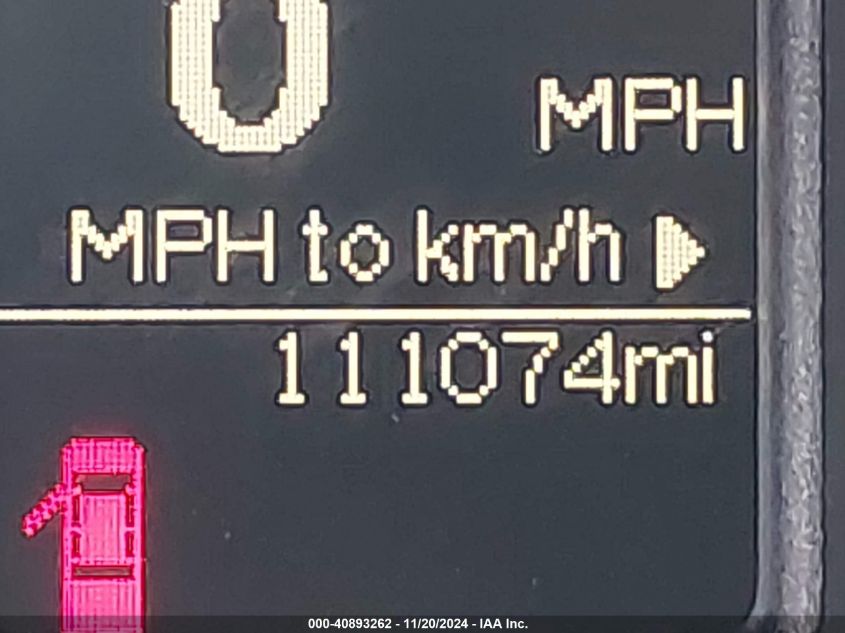 0
MPH
MPH to km/h ▶
111074mi
000-40893262 - 11/20/2024 - IAA Inc.